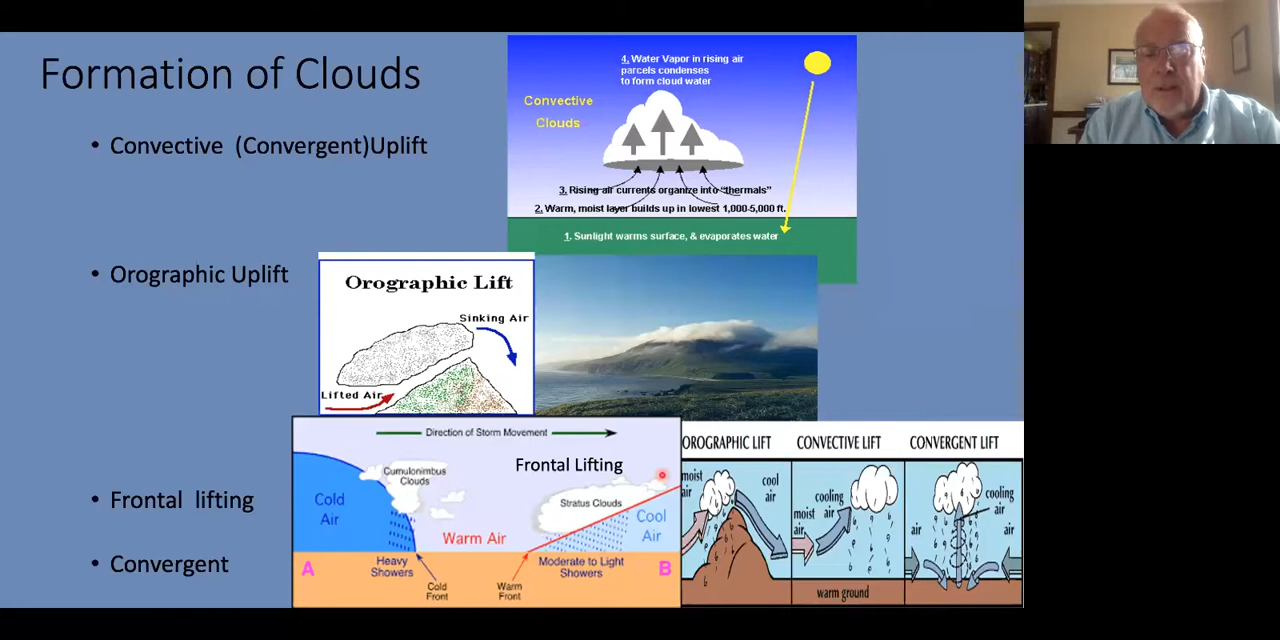 Formation of Clouds
• Convective (Convergent)Uplift
• Orographic Uplift
• Frontal lifting
• Convergent
4. Water Vapor in rising air
parcels condenses
to form cloud water
Convective
Clouds
3. Rising air currents organize into "thermals"
2. Warm, moist layer builds up in lowest 1,000-5,000 ft.
1. Sunlight warms surface, & evaporates water
Orographic Lift
Sinking Air
Lifted Air
Direction of Storm Movement
Frontal Lifting
Cumulonimbus
Clouds
Stratus Clouds
Cold
Air
Warm Air
Cool
Air
A
Heavy
Showers
Cold
Front
Warm
Front
Moderate to Light
Showers
B
OROGRAPHIC LIFT
CONVECTIVE LIFT
CONVERGENT LIFT
moist
air
cool
air
cooling
air
moist
air
warm ground
cooling
air
air
air